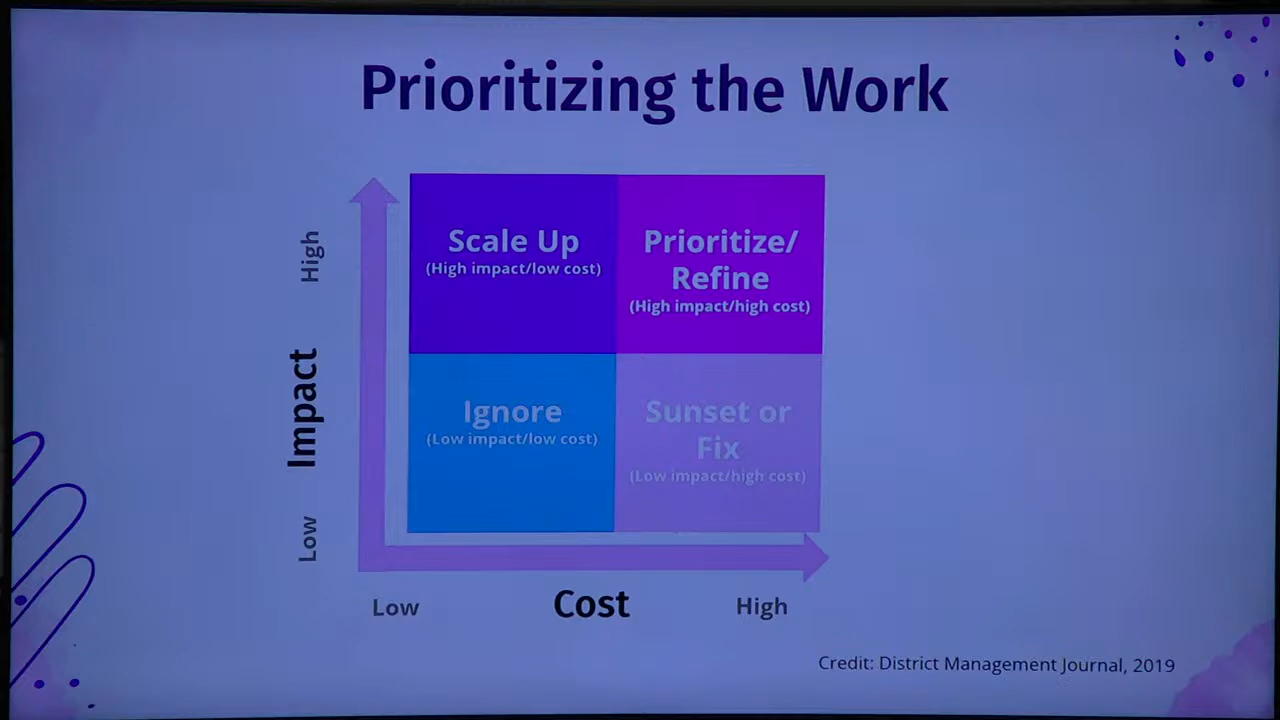 Prioritizing the Work
High
Scale Up
(High impact/low cost)
Prioritize/
Refine
(High impact/high cost)
Impact
Ignore
(Low impact/low cost)
Sunset or
Fix
(Low impact/high cost)
Low
Low
Cost
High
Credit: District Management Journal, 2019